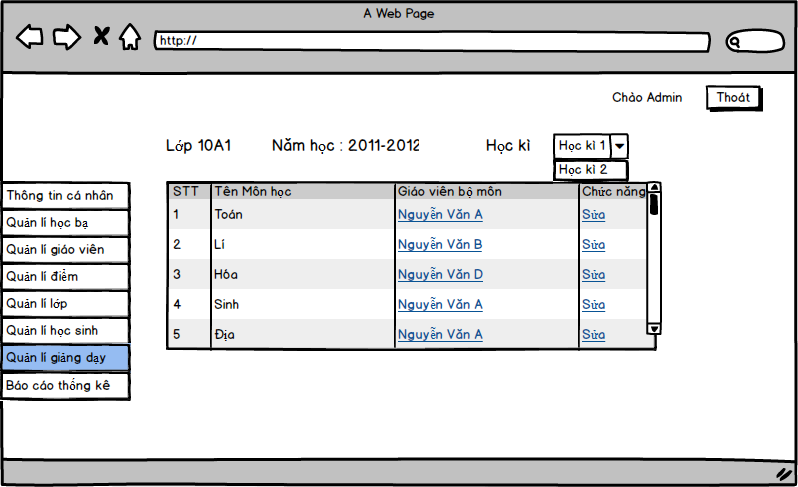 A Web Page
http://
Chào Admin Thoát
Lớp 10A1 Năm học : 2011-2012 Học kì Học kì 1
Học kì 2
Thông tin cá nhân
Quản lí học bạ
Quản lí giáo viên
Quản lí điểm
Quản lí lớp
Quản lí học sinh
Quản lí giảng dạy
Báo cáo thống kê
STT Tên Môn học Giáo viên bộ môn Chức năng
1 Toán Nguyễn Văn A Sửa
2 Lí Nguyễn Văn B Sửa
3 Hóa Nguyễn Văn D Sửa
4 Sinh Nguyễn Văn A Sửa
5 Địa Nguyễn Văn A Sửa